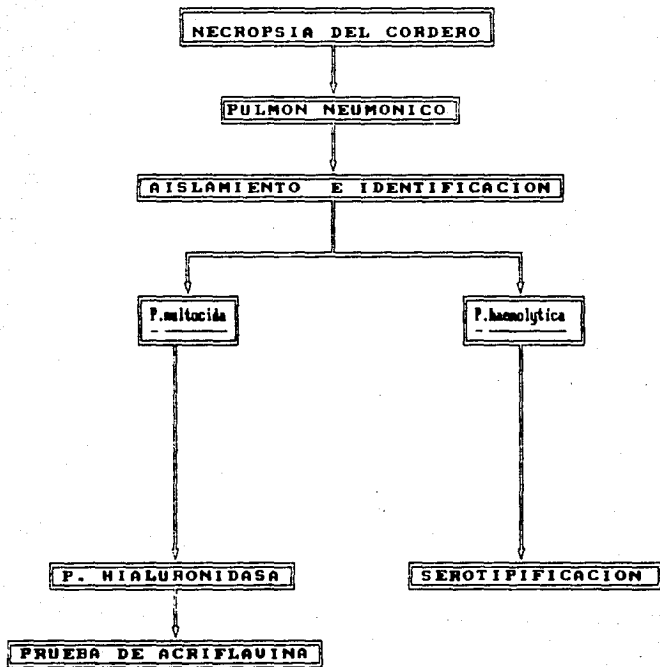 NECROPSIA DEL CORDERO
PULMON NEUMONICO
AISLAMIENTO E IDENTIFICACION
P.multocida
P.haemolytica
P. HIALURONIDASA
SEROTIPIFICACION
PRUEBA DE ACRIFLAVINA